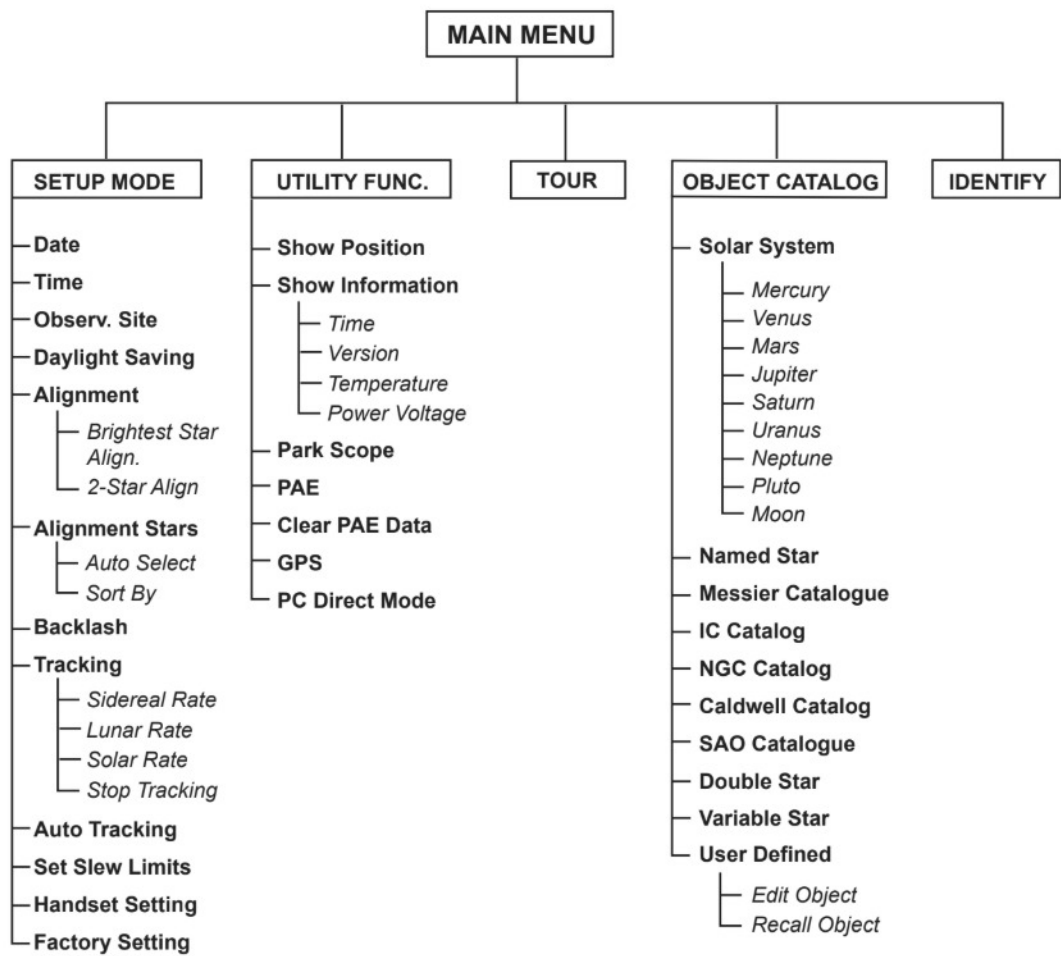 MAIN MENU
SETUP MODE
Date
Time
Observ. Site
Daylight Saving
Alignment
Brightest Star
Align.
2-Star Align
Alignment Stars
Auto Select
Sort By
Backlash
Tracking
Sidereal Rate
Lunar Rate
Solar Rate
Stop Tracking
Auto Tracking
Set Slew Limits
Handset Setting
Factory Setting
UTILITY FUNC.
Show Position
Show Information
Time
Version
Temperature
Power Voltage
Park Scope
PAE
Clear PAE Data
GPS
PC Direct Mode
TOUR
OBJECT CATALOG
Solar System
Mercury
Venus
Mars
Jupiter
Saturn
Uranus
Neptune
Pluto
Moon
Named Star
Messier Catalogue
IC Catalog
NGC Catalog
Caldwell Catalog
SAO Catalogue
Double Star
Variable Star
User Defined
Edit Object
Recall Object
IDENTIFY